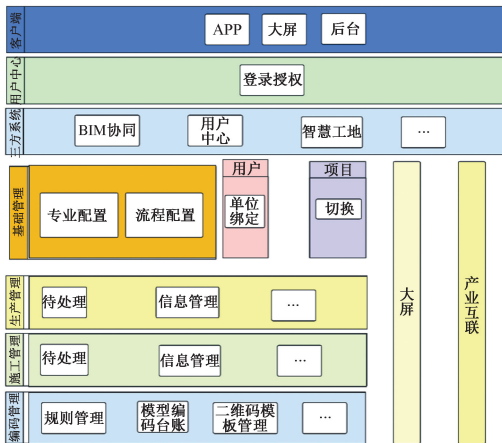 客户端
APP
大屏
后台
用户中心
登录授权
三方系统
BIM协同
用户
中心
智慧工地
...
基础管理
专业配置
流程配置
用户
单位
绑定
项目
切换
大屏
产业互联
生产管理
待处理
信息管理
...
施工管理
待处理
信息管理
...
编码管理
规则管理
模型编
码台账
二维码模
板管理
...